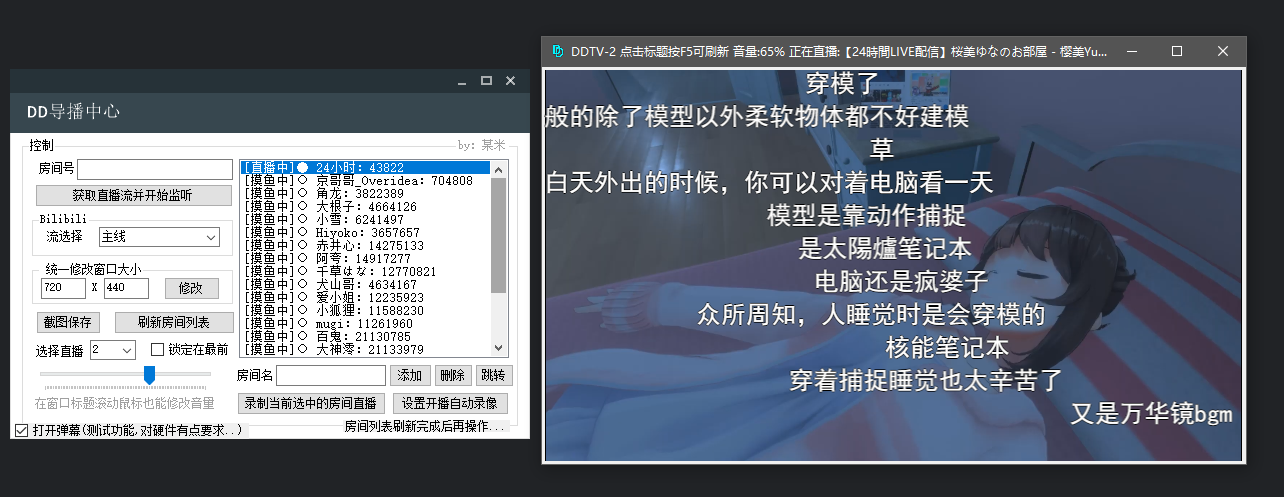 DD导播中心
控制
by: 某米
房间号
获取直播流并开始监听
Bilibili
流选择 主线
统一修改窗口大小
720 X 440 修改
截图保存 刷新房间列表
选择直播 2 锁定在最前
在窗口标题滚动鼠标也能修改音量
打开弹幕(测试功能,对硬件有点要求..)
[直播中] 24小时: 43822
[摸鱼中]○ 京哥哥_Overidea: 704808
[摸鱼中]○ 角龙: 3822389
[摸鱼中]○ 大根子: 4664126
[摸鱼中]○ 小雪: 6241497
[摸鱼中]○ Hiyoko: 3657657
[摸鱼中]○ 赤井心: 14275133
[摸鱼中]○ 阿夸: 14917277
[摸鱼中]○ 千草はな: 12770821
[摸鱼中]○ 犬山哥: 4634167
[摸鱼中]○ 爱小姐: 12235923
[摸鱼中]○ 小狐狸: 11588230
[摸鱼中]○ mugi: 11261960
[摸鱼中]○ 百鬼: 21130785
[摸鱼中]○ 大神澪: 21133979
房间名 添加 删除 跳转
录制当前选中的房间直播 设置开播自动录像
房间列表刷新完成后再操作...
DDTV-2 点击标题按F5可刷新 音量:65% 正在直播:【24時間LIVE配信】桜美ゆなのお部屋 - 樱美Yu...
穿模了
般的除了模型以外柔软物体都不好建模
草
白天外出的时候，你可以对着电脑看一天
模型是靠动作捕捉
是太陽爐笔记本
电脑还是疯婆子
众所周知，人睡觉时是会穿模的
核能笔记本
穿着捕捉睡觉也太辛苦了
又是万华镜bgm